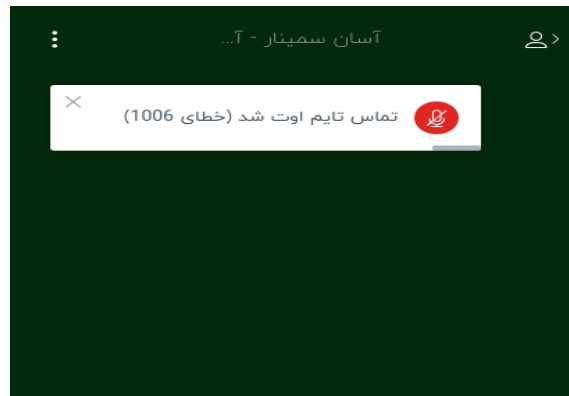 آسان سمینار - آ...
تماس تایم اوت شد (خطای 1006)